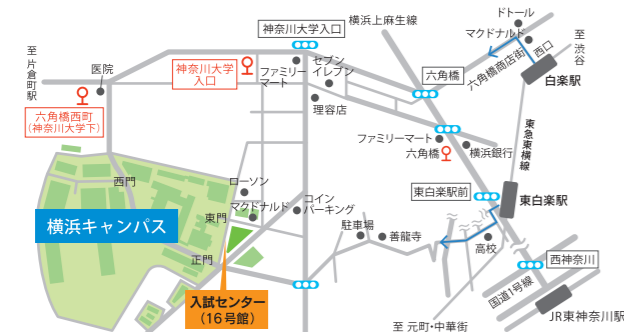 ドトール
神奈川大学入口
横浜上麻生線
マクドナルド
至
渋谷
西口
六角橋商店街
白楽駅
至
片倉町駅
医院
神奈川大学
入口
ファミリー
マート
セブン
イレブン
六角橋
理容店
六角橋西町
(神奈川大学下)
ファミリーマート
六角橋
横浜銀行
東急東横線
西門
ローソン
マクドナルド
コイン
パーキング
東白楽駅前
東白楽駅
横浜キャンパス
東門
駐車場
善龍寺
高校
正門
西神奈川
入試センター
(16号館)
国道1号線
JR東神奈川駅
至 元町・中華街